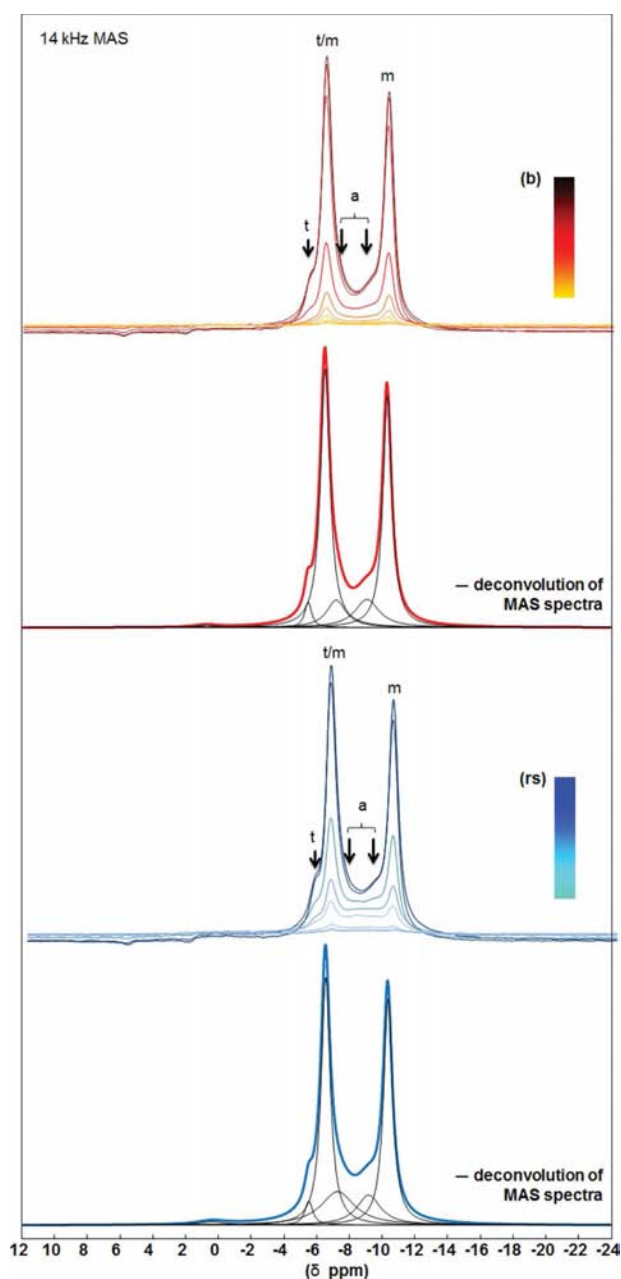 14 kHz MAS
t/m
m
(b)
a
t
— deconvolution of
MAS spectra
t/m
m
(rs)
a
t
— deconvolution of
MAS spectra
12 10 8 6 4 2 0 -2 -4 -6 -8 -10 -12 -14 -16 -18 -20 -22 -24
(δ ppm)